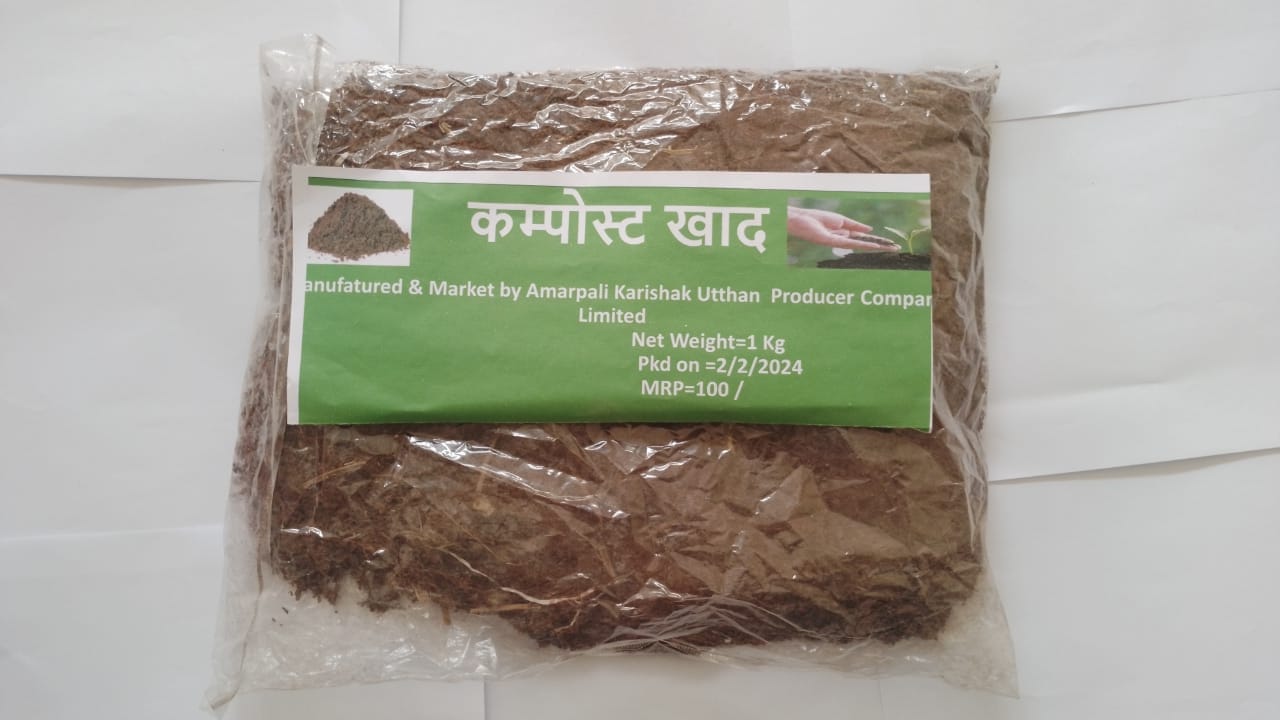 कम्पोस्ट खाद
anufatured & Market by Amarpali Karishak Utthan Producer Compan
Limited
Net Weight=1 Kg
Pkd on =2/2/2024
MRP=100 /